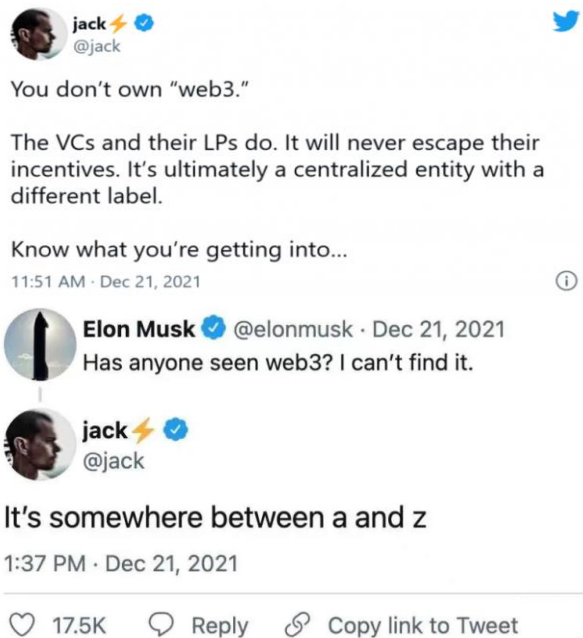 jack⚡
@jack
You don't own “web3.”
The VCs and their LPs do. It will never escape their
incentives. It's ultimately a centralized entity with a
different label.
Know what you're getting into...
11:51 AM · Dec 21, 2021
Elon Musk @elonmusk · Dec 21, 2021
Has anyone seen web3? I can't find it.
jack⚡
@jack
It's somewhere between a and z
1:37 PM · Dec 21, 2021
17.5K Reply Copy link to Tweet